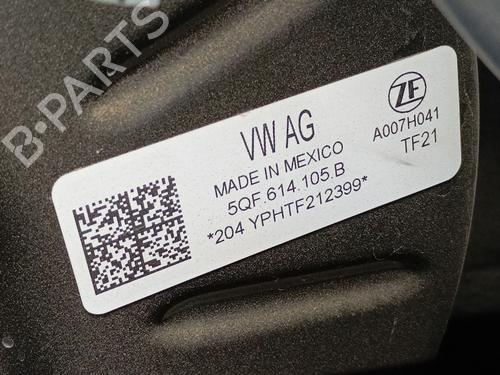 B-PARTS
VW AG
MADE IN MEXICO
5QF.614.105.B
*204 YPHTF212399*
ZF
A007H041
TF21